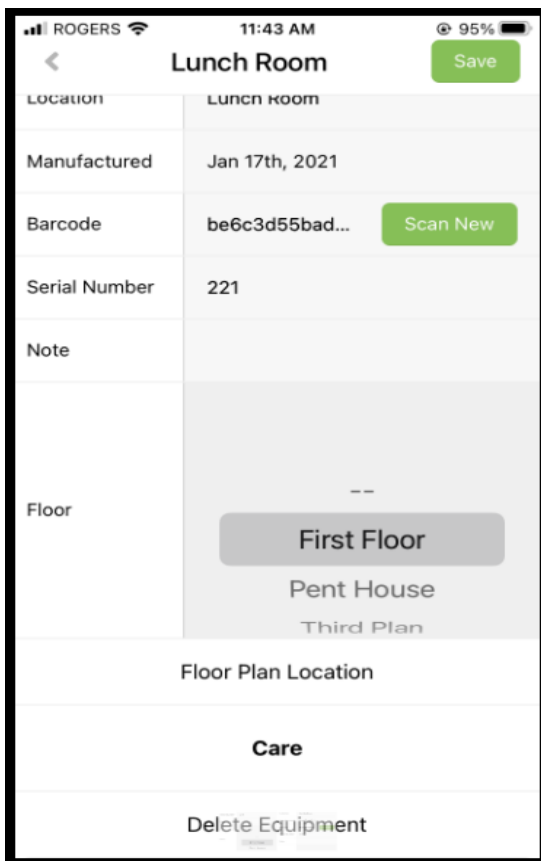 ROGERS 11:43 AM 95%
Lunch Room Save
Location Lunch Room
Manufactured Jan 17th, 2021
Barcode be6c3d55bad... Scan New
Serial Number 221
Note
--
Floor
First Floor
Pent House
Third Plan
Floor Plan Location
Care
Delete Equipment